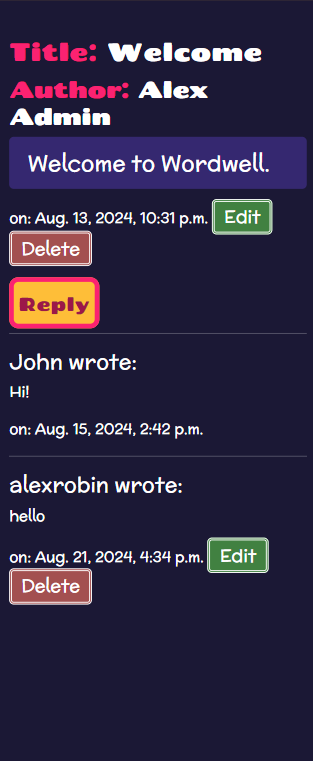 Title: Welcome
Author: Alex
Admin
Welcome to Wordwell.
on: Aug. 13, 2024, 10:31 p.m. Edit
Delete
Reply
John wrote:
Hi!
on: Aug. 15, 2024, 2:42 p.m.
alexrobin wrote:
hello
on: Aug. 21, 2024, 4:34 p.m. Edit
Delete